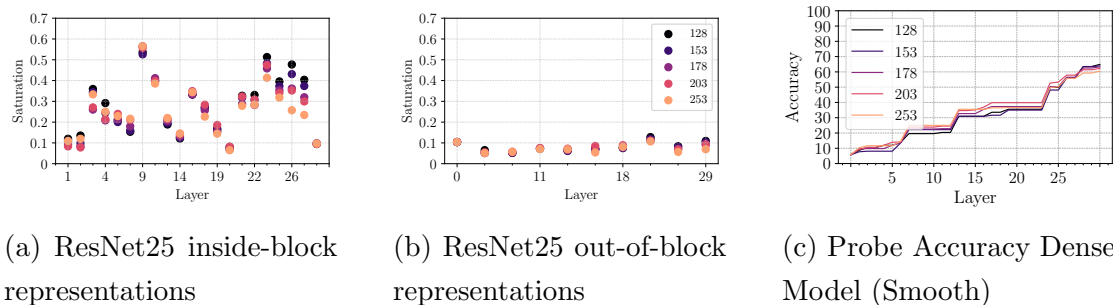 0.7
0.6
0.5
0.4
0.3
0.2
0.1
0
Saturation
1 4 9 14 19 22 26
Layer
0.7
0.6
0.5
0.4
0.3
0.2
0.1
0
Saturation
128
153
178
203
253
0 11 18 29
Layer
100
90
80
70
60
50
40
30
20
10
0
Accuracy
128
153
178
203
253
5 10 15 20 25
Layer
(a) ResNet25 inside-block
representations
(b) ResNet25 out-of-block
representations
(c) Probe Accuracy Dense
Model (Smooth)